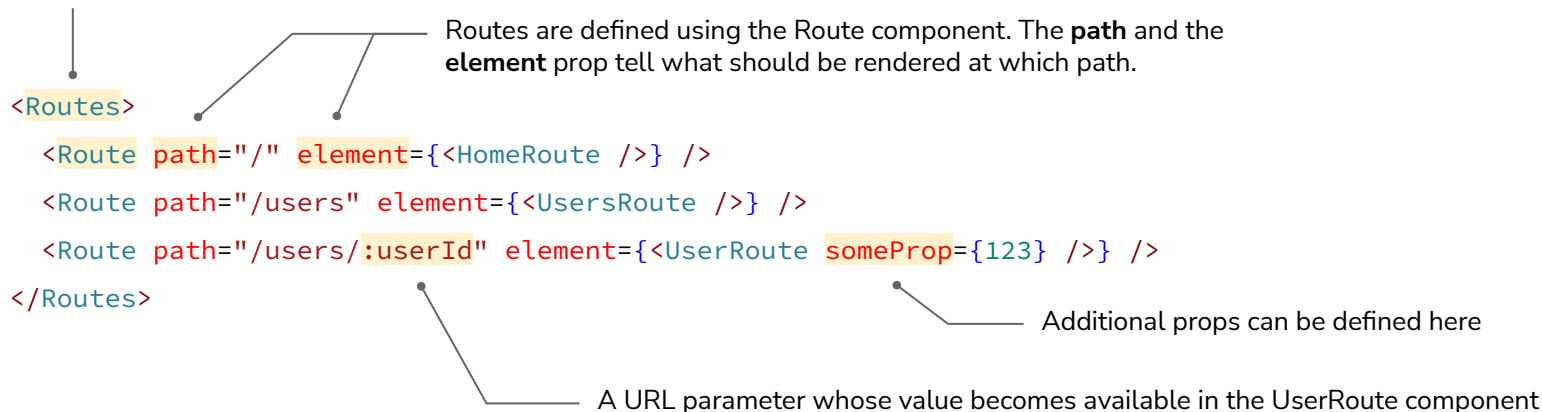 Routes are defined using the Route component. The path and the
element prop tell what should be rendered at which path.
<Routes>
  <Route path="/" element={<HomeRoute />} />
  <Route path="/users" element={<UsersRoute />} />
  <Route path="/users/:userId" element={<UserRoute someProp={123} />} />
</Routes>
Additional props can be defined here
A URL parameter whose value becomes available in the UserRoute component